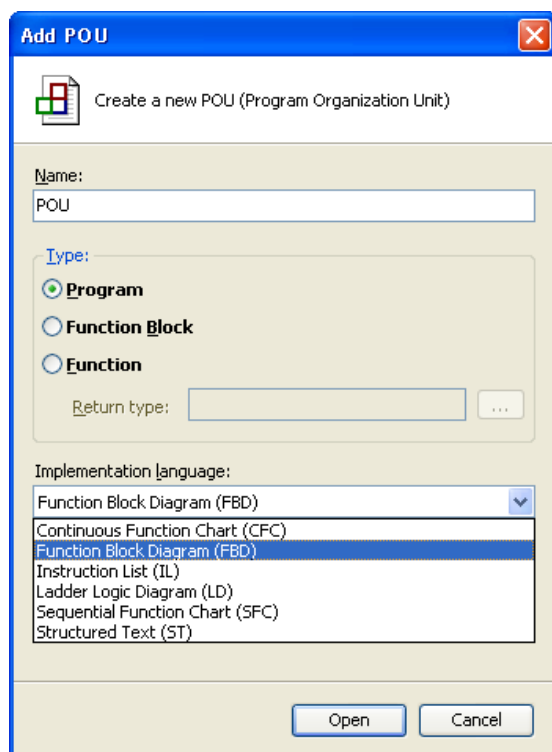 Add POU
Create a new POU (Program Organization Unit)
Name:
POU
Type:
Program
Function Block
Function
Return type:
...
Implementation language:
Function Block Diagram (FBD)
Continuous Function Chart (CFC)
Function Block Diagram (FBD)
Instruction List (IL)
Ladder Logic Diagram (LD)
Sequential Function Chart (SFC)
Structured Text (ST)
Open Cancel